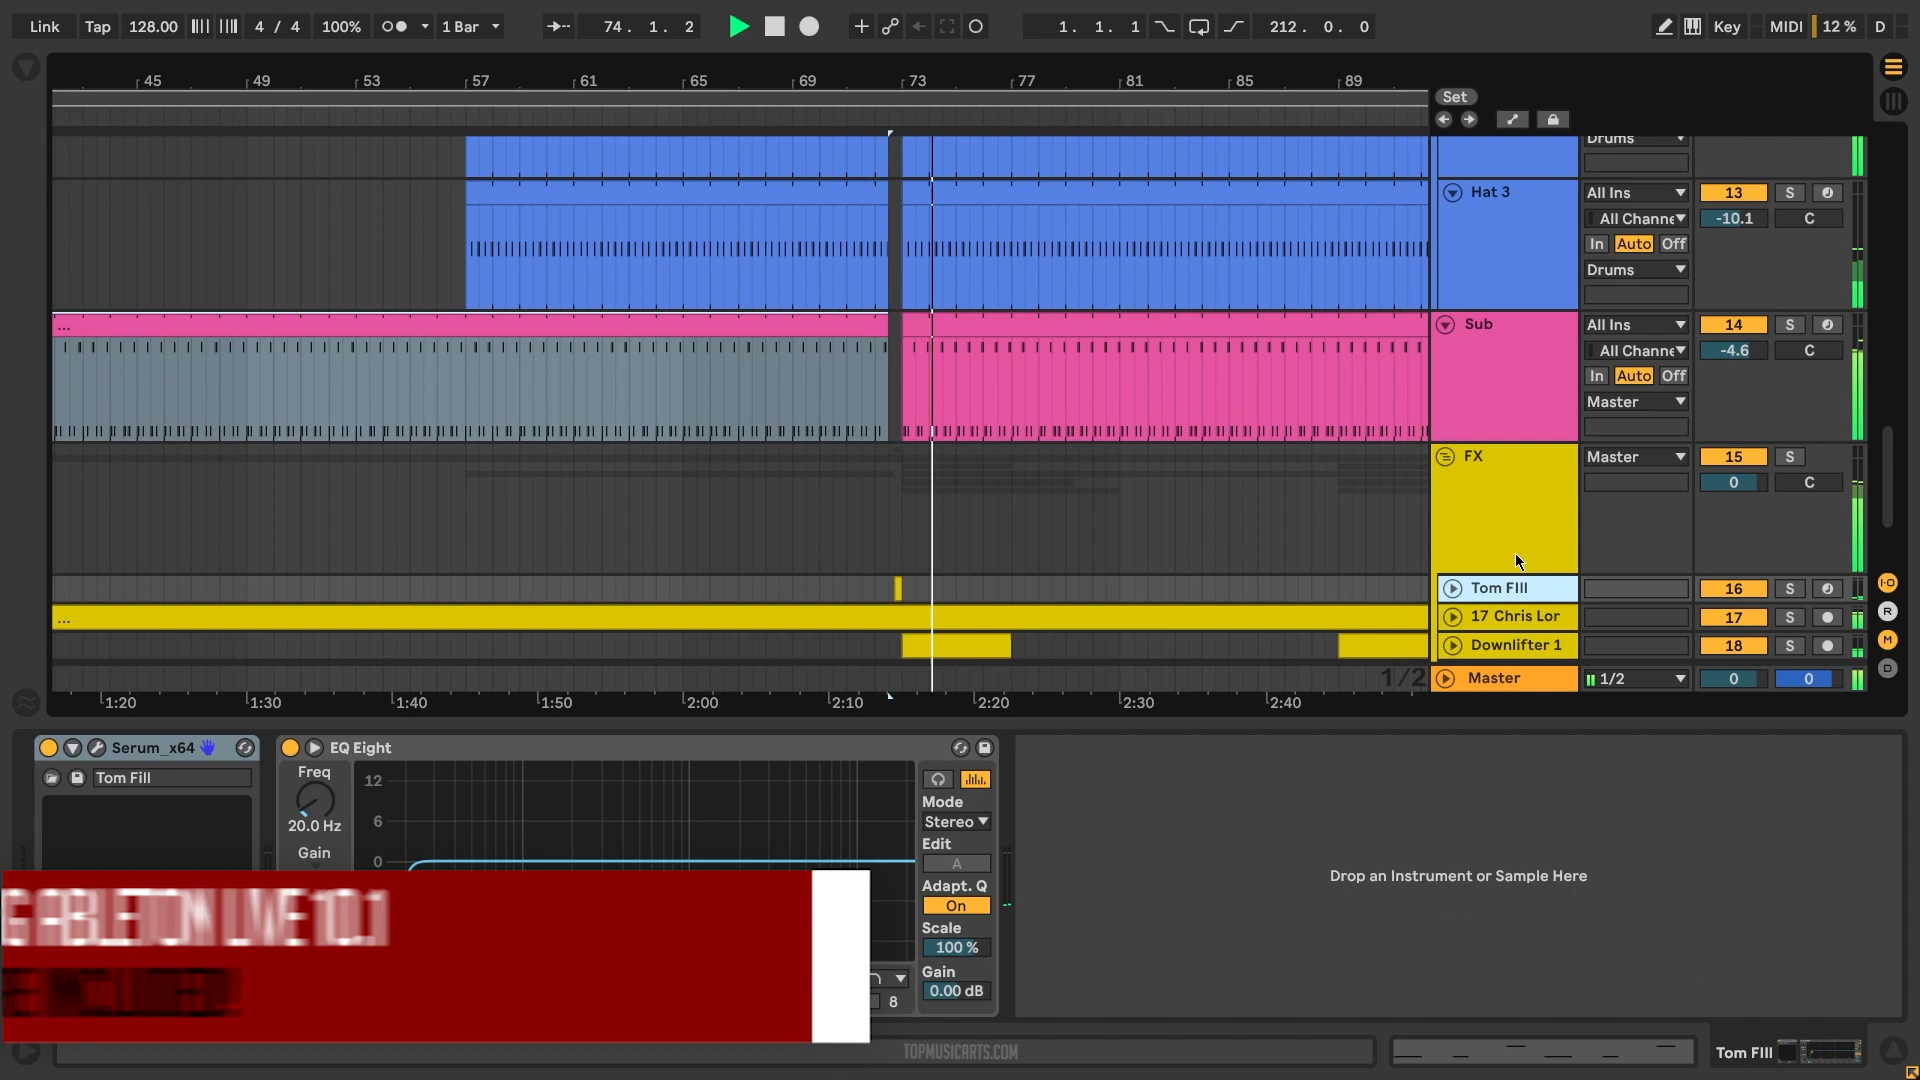 Link Tap 128.00 4 / 4 100% 1 Bar 74. 1. 2 1. 1. 1 212. 0. 0 Key MIDI 12 % D
45 49 53 57 61 65 69 73 77 81 85 89
Set
Drums
Hat 3 All Ins 13 S
All Channe -10.1 C
In Auto Off
Drums
... Sub All Ins 14 S
All Channe -4.6 C
In Auto Off
Master
FX Master 15 S
0 C
Tom FIll 16 S
... 17 Chris Lor 17 S
Downlifter 1 18 S
1/2 Master 1/2 0 0
I·O
R
M
D
1:20 1:30 1:40 1:50 2:00 2:10 2:20 2:30 2:40
Serum_x64 EQ Eight
Tom Fill
Freq
20.0 Hz
Gain
12
6
0
Mode
Stereo
Edit
A
Adapt. Q
On
Scale
100 %
Gain
0.00 dB
8
Drop an Instrument or Sample Here
ABLETON LIVE 10.1
TOPMUSICARTS.COM
Tom FIll